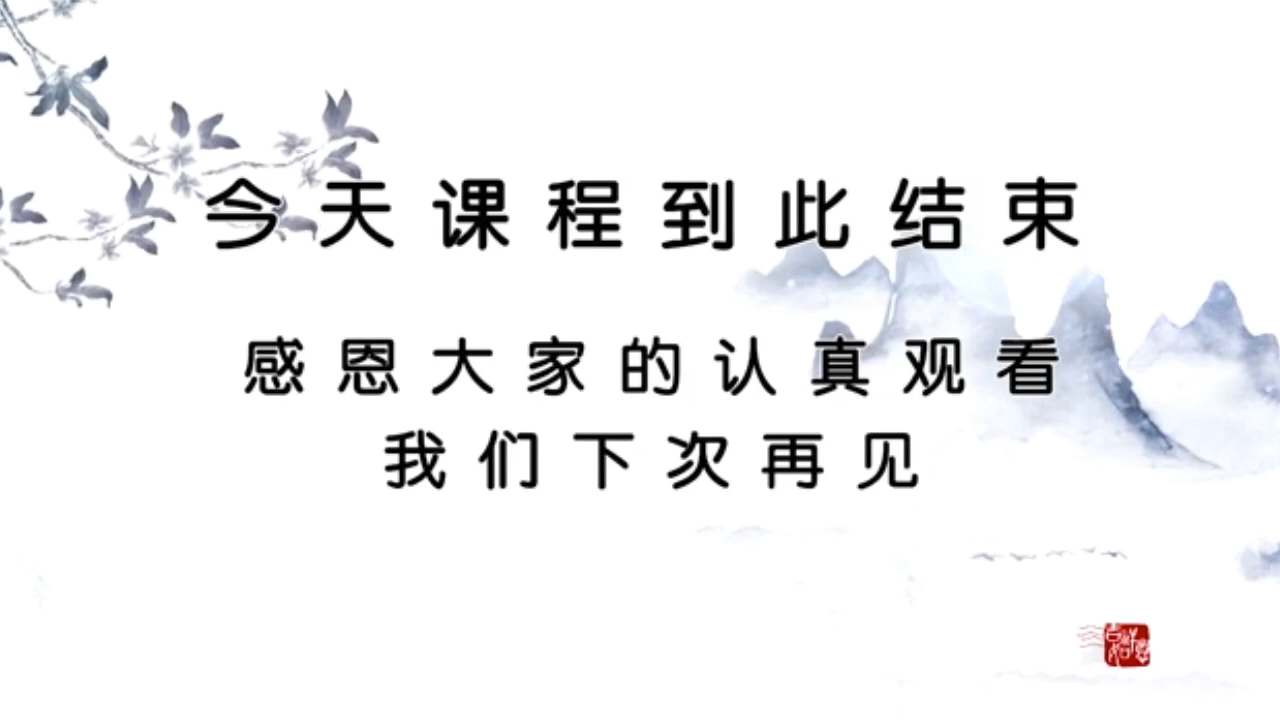 今天课程到此结束
感恩大家的认真观看
我们下次再见